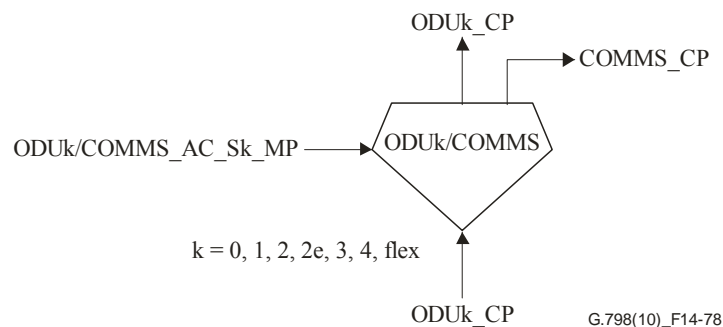 ODUk_CP
COMMS_CP
ODUk/COMMS_AC_Sk_MP
ODUk/COMMS
k = 0, 1, 2, 2e, 3, 4, flex
ODUk_CP
G.798(10)_F14-78